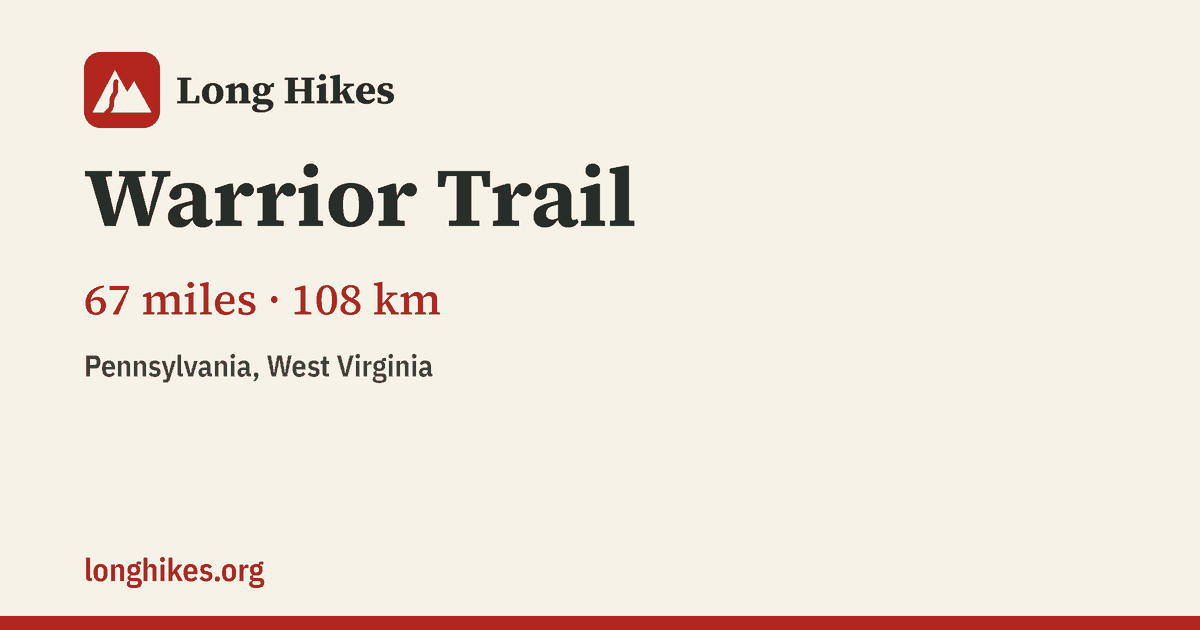 Long Hikes
Warrior Trail
67 miles · 108 km
Pennsylvania, West Virginia
longhikes.org